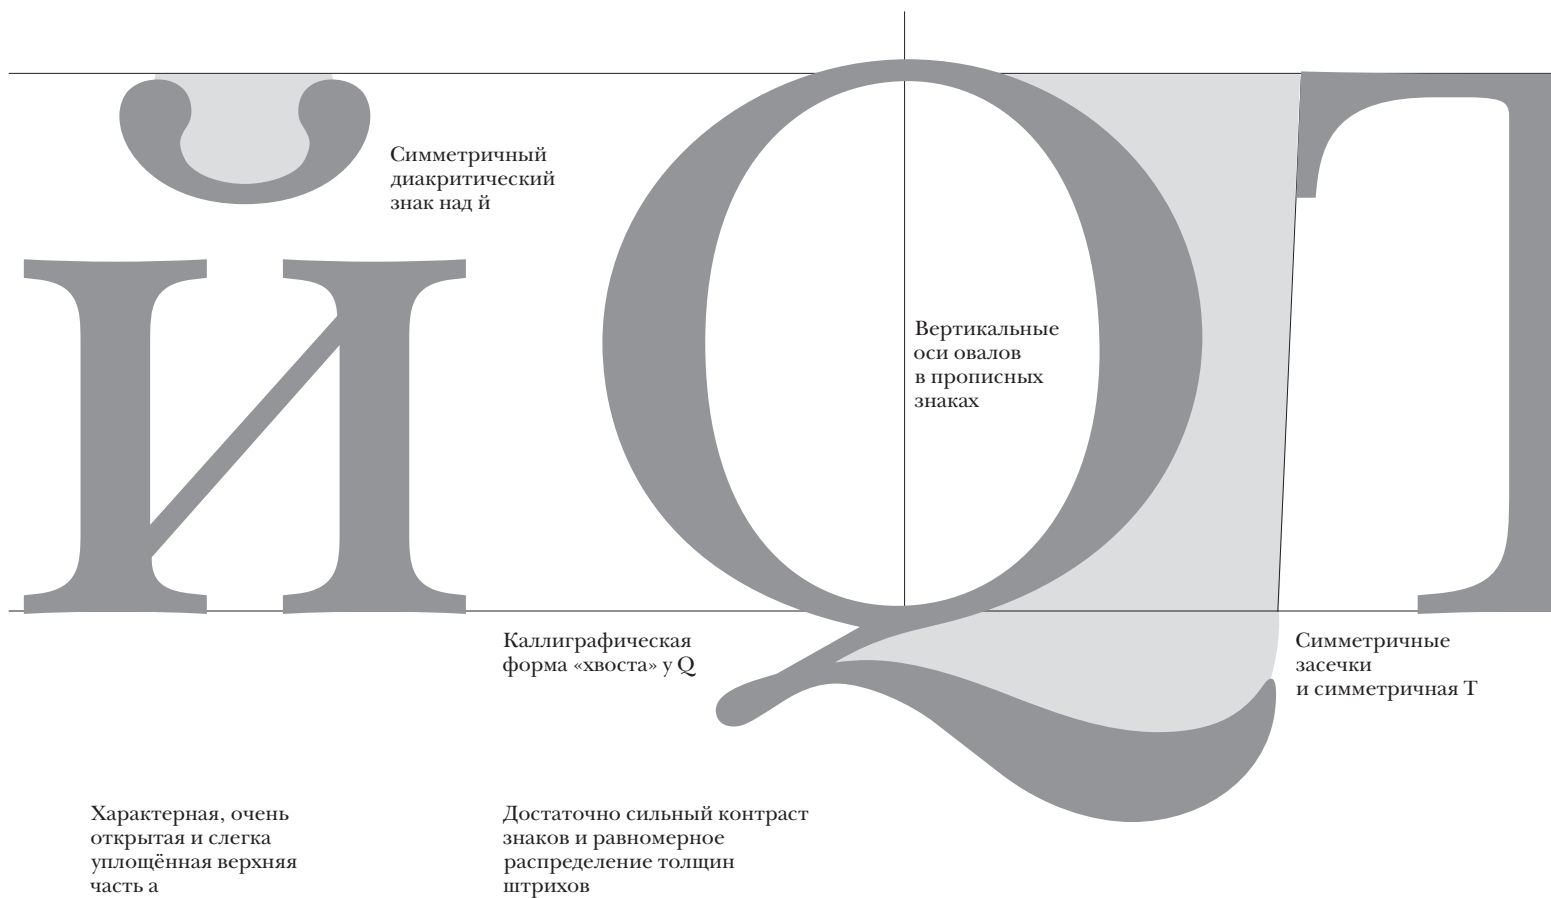 й Q T
Симметричный
диакритический
знак над й
Вертикальные
оси овалов
в прописных
знаках
Каллиграфическая
форма «хвоста» у Q
Симметричные
засечки
и симметричная Т
Характерная, очень
открытая и слегка
уплощённая верхняя
часть а
Достаточно сильный контраст
знаков и равномерное
распределение толщин
штрихов